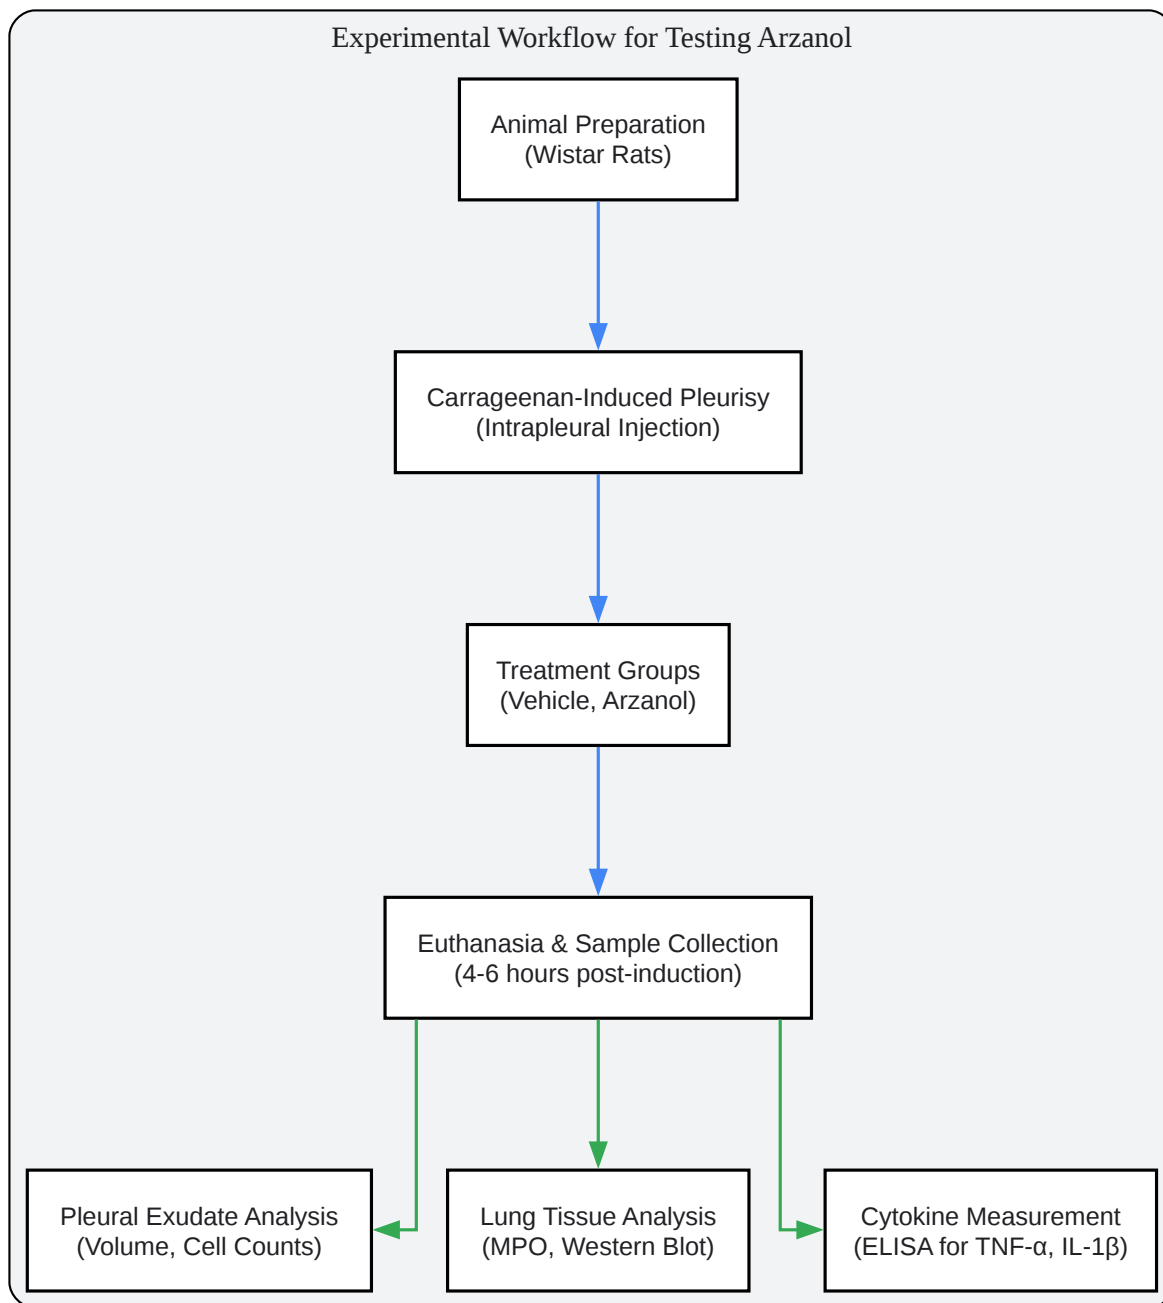 Experimental Workflow for Testing Arzanol
Animal Preparation
(Wistar Rats)
Carrageenan-Induced Pleurisy
(Intrapleural Injection)
Treatment Groups
(Vehicle, Arzanol)
Euthanasia & Sample Collection
(4-6 hours post-induction)
Pleural Exudate Analysis
(Volume, Cell Counts)
Lung Tissue Analysis
(MPO, Western Blot)
Cytokine Measurement
(ELISA for TNF-α, IL-1β)